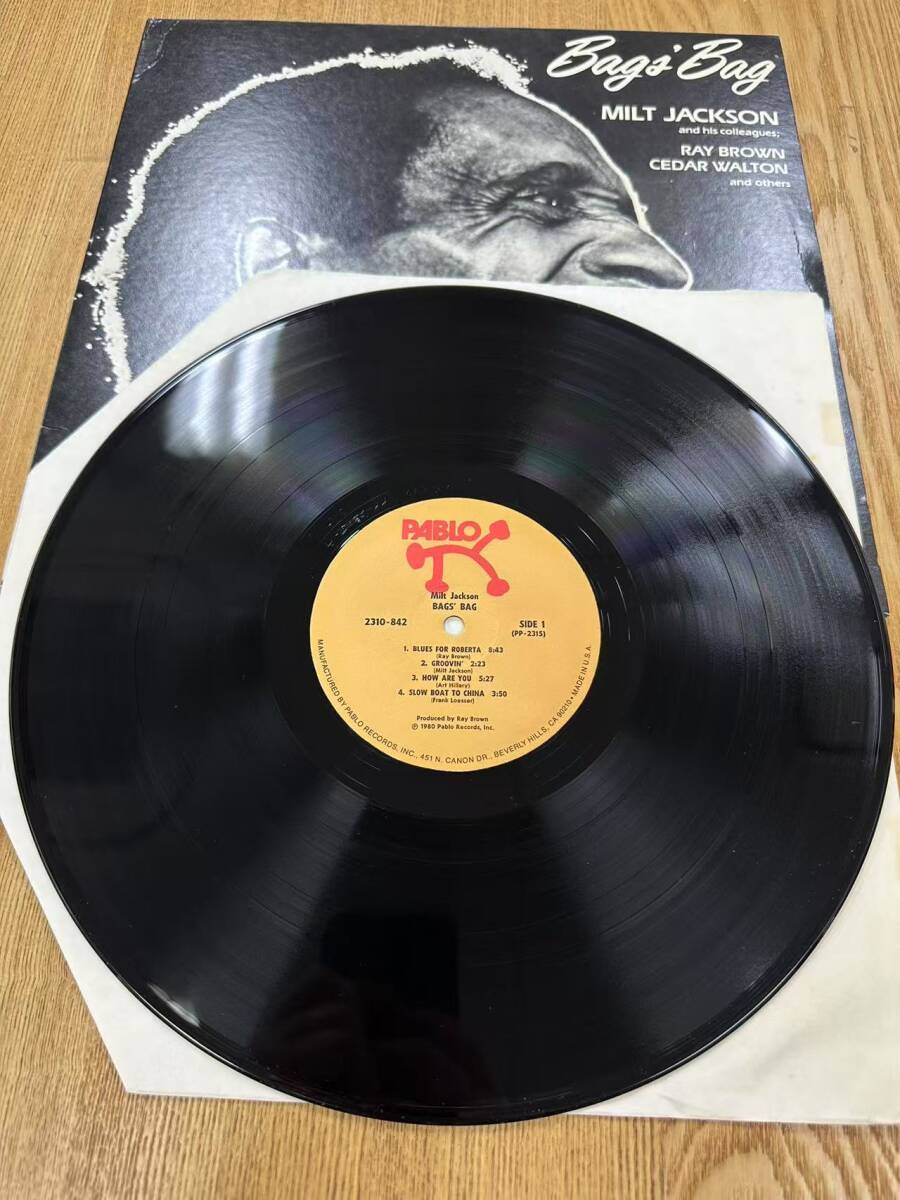 Bags' Bag
MILT JACKSON
and his colleagues;
RAY BROWN
CEDAR WALTON
and others
PABLO
Milt Jackson
BAGS' BAG
2310-842
SIDE 1
(PP-2315)
1. BLUES FOR ROBERTA 8:43
(Ray Brown)
2. GROOVIN' 2:23
(Milt Jackson)
3. HOW ARE YOU 5:27
(Art Hillary)
4. SLOW BOAT TO CHINA 3:50
(Frank Loesser)
Produced by Ray Brown
℗ 1980 Pablo Records, Inc.
MANUFACTURED BY PABLO RECORDS, INC., 451 N. CANON DR., BEVERLY HILLS, CA 90210 • MADE IN U.S.A.